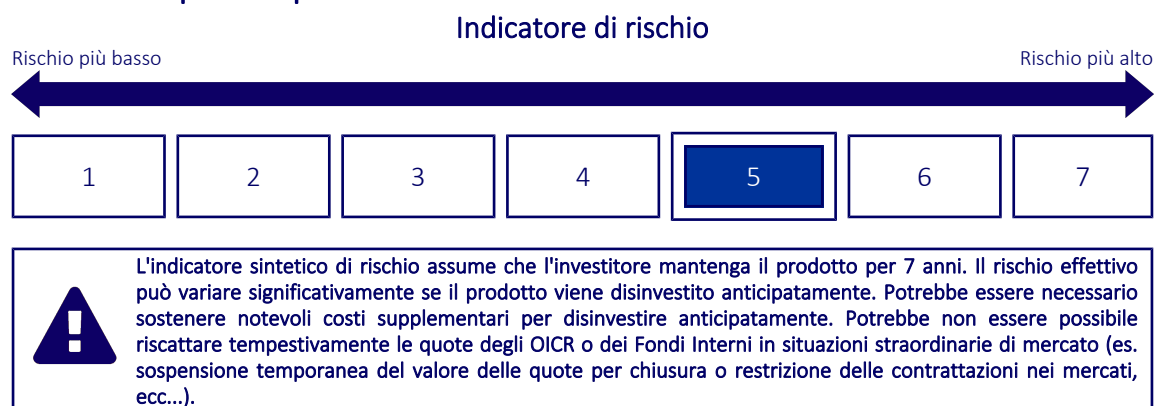 Indicatore di rischio
Rischio più basso
Rischio più alto
1 2 3 4 5 6 7
L'indicatore sintetico di rischio assume che l'investitore mantenga il prodotto per 7 anni. Il rischio effettivo
può variare significativamente se il prodotto viene disinvestito anticipatamente. Potrebbe essere necessario
sostenere notevoli costi supplementari per disinvestire anticipatamente. Potrebbe non essere possibile
riscattare tempestivamente le quote degli OICR o dei Fondi Interni in situazioni straordinarie di mercato (es.
sospensione temporanea del valore delle quote per chiusura o restrizione delle contrattazioni nei mercati,
ecc...).